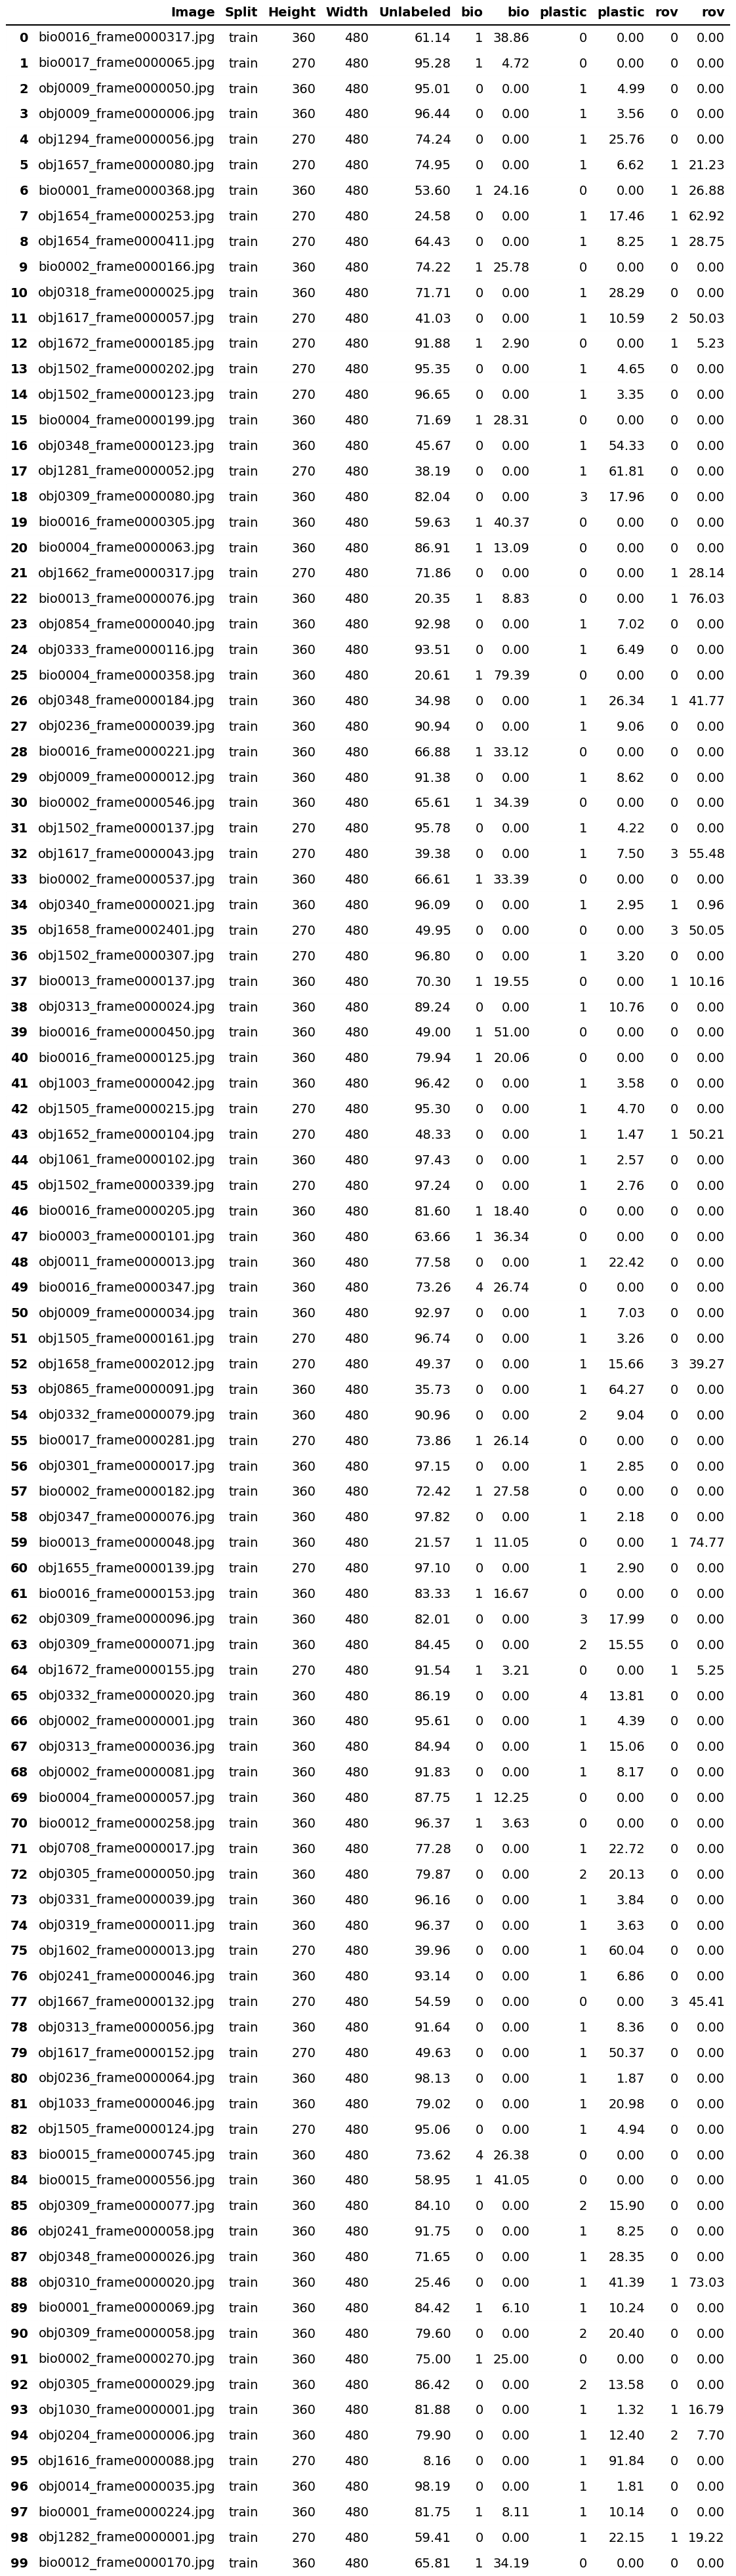 Image Split Height Width Unlabeled bio bio plastic plastic rov rov
0 bio0016_frame0000317.jpg train 360 480 61.14 1 38.86 0 0.00 0 0.00
1 bio0017_frame0000065.jpg train 270 480 95.28 1 4.72 0 0.00 0 0.00
2 obj0009_frame0000050.jpg train 360 480 95.01 0 0.00 1 4.99 0 0.00
3 obj0009_frame0000006.jpg train 360 480 96.44 0 0.00 1 3.56 0 0.00
4 obj1294_frame0000056.jpg train 270 480 74.24 0 0.00 1 25.76 0 0.00
5 obj1657_frame0000080.jpg train 270 480 74.95 0 0.00 1 6.62 1 21.23
6 bio0001_frame0000368.jpg train 360 480 53.60 1 24.16 0 0.00 1 26.88
7 obj1654_frame0000253.jpg train 270 480 24.58 0 0.00 1 17.46 1 62.92
8 obj1654_frame0000411.jpg train 270 480 64.43 0 0.00 1 8.25 1 28.75
9 bio0002_frame0000166.jpg train 360 480 74.22 1 25.78 0 0.00 0 0.00
10 obj0318_frame0000025.jpg train 360 480 71.71 0 0.00 1 28.29 0 0.00
11 obj1617_frame0000057.jpg train 270 480 41.03 0 0.00 1 10.59 2 50.03
12 obj1672_frame0000185.jpg train 270 480 91.88 1 2.90 0 0.00 1 5.23
13 obj1502_frame0000202.jpg train 270 480 95.35 0 0.00 1 4.65 0 0.00
14 obj1502_frame0000123.jpg train 270 480 96.65 0 0.00 1 3.35 0 0.00
15 bio0004_frame0000199.jpg train 360 480 71.69 1 28.31 0 0.00 0 0.00
16 obj0348_frame0000123.jpg train 360 480 45.67 0 0.00 1 54.33 0 0.00
17 obj1281_frame0000052.jpg train 270 480 38.19 0 0.00 1 61.81 0 0.00
18 obj0309_frame0000080.jpg train 360 480 82.04 0 0.00 3 17.96 0 0.00
19 bio0016_frame0000305.jpg train 360 480 59.63 1 40.37 0 0.00 0 0.00
20 bio0004_frame0000063.jpg train 360 480 86.91 1 13.09 0 0.00 0 0.00
21 obj1662_frame0000317.jpg train 270 480 71.86 0 0.00 0 0.00 1 28.14
22 bio0013_frame0000076.jpg train 360 480 20.35 1 8.83 0 0.00 1 76.03
23 obj0854_frame0000040.jpg train 360 480 92.98 0 0.00 1 7.02 0 0.00
24 obj0333_frame0000116.jpg train 360 480 93.51 0 0.00 1 6.49 0 0.00
25 bio0004_frame0000358.jpg train 360 480 20.61 1 79.39 0 0.00 0 0.00
26 obj0348_frame0000184.jpg train 360 480 34.98 0 0.00 1 26.34 1 41.77
27 obj0236_frame0000039.jpg train 360 480 90.94 0 0.00 1 9.06 0 0.00
28 bio0016_frame0000221.jpg train 360 480 66.88 1 33.12 0 0.00 0 0.00
29 obj0009_frame0000012.jpg train 360 480 91.38 0 0.00 1 8.62 0 0.00
30 bio0002_frame0000546.jpg train 360 480 65.61 1 34.39 0 0.00 0 0.00
31 obj1502_frame0000137.jpg train 270 480 95.78 0 0.00 1 4.22 0 0.00
32 obj1617_frame0000043.jpg train 270 480 39.38 0 0.00 1 7.50 3 55.48
33 bio0002_frame0000537.jpg train 360 480 66.61 1 33.39 0 0.00 0 0.00
34 obj0340_frame0000021.jpg train 360 480 96.09 0 0.00 1 2.95 1 0.96
35 obj1658_frame0002401.jpg train 270 480 49.95 0 0.00 0 0.00 3 50.05
36 obj1502_frame0000307.jpg train 270 480 96.80 0 0.00 1 3.20 0 0.00
37 bio0013_frame0000137.jpg train 360 480 70.30 1 19.55 0 0.00 1 10.16
38 obj0313_frame0000024.jpg train 360 480 89.24 0 0.00 1 10.76 0 0.00
39 bio0016_frame0000450.jpg train 360 480 49.00 1 51.00 0 0.00 0 0.00
40 bio0016_frame0000125.jpg train 360 480 79.94 1 20.06 0 0.00 0 0.00
41 obj1003_frame0000042.jpg train 360 480 96.42 0 0.00 1 3.58 0 0.00
42 obj1505_frame0000215.jpg train 270 480 95.30 0 0.00 1 4.70 0 0.00
43 obj1652_frame0000104.jpg train 270 480 48.33 0 0.00 1 1.47 1 50.21
44 obj1061_frame0000102.jpg train 360 480 97.43 0 0.00 1 2.57 0 0.00
45 obj1502_frame0000339.jpg train 270 480 97.24 0 0.00 1 2.76 0 0.00
46 bio0016_frame0000205.jpg train 360 480 81.60 1 18.40 0 0.00 0 0.00
47 bio0003_frame0000101.jpg train 360 480 63.66 1 36.34 0 0.00 0 0.00
48 obj0011_frame0000013.jpg train 360 480 77.58 0 0.00 1 22.42 0 0.00
49 bio0016_frame0000347.jpg train 360 480 73.26 4 26.74 0 0.00 0 0.00
50 obj0009_frame0000034.jpg train 360 480 92.97 0 0.00 1 7.03 0 0.00
51 obj1505_frame0000161.jpg train 270 480 96.74 0 0.00 1 3.26 0 0.00
52 obj1658_frame0002012.jpg train 270 480 49.37 0 0.00 1 15.66 3 39.27
53 obj0865_frame0000091.jpg train 360 480 35.73 0 0.00 1 64.27 0 0.00
54 obj0332_frame0000079.jpg train 360 480 90.96 0 0.00 2 9.04 0 0.00
55 bio0017_frame0000281.jpg train 270 480 73.86 1 26.14 0 0.00 0 0.00
56 obj0301_frame0000017.jpg train 360 480 97.15 0 0.00 1 2.85 0 0.00
57 bio0002_frame0000182.jpg train 360 480 72.42 1 27.58 0 0.00 0 0.00
58 obj0347_frame0000076.jpg train 360 480 97.82 0 0.00 1 2.18 0 0.00
59 bio0013_frame0000048.jpg train 360 480 21.57 1 11.05 0 0.00 1 74.77
60 obj1655_frame0000139.jpg train 270 480 97.10 0 0.00 1 2.90 0 0.00
61 bio0016_frame0000153.jpg train 360 480 83.33 1 16.67 0 0.00 0 0.00
62 obj0309_frame0000096.jpg train 360 480 82.01 0 0.00 3 17.99 0 0.00
63 obj0309_frame0000071.jpg train 360 480 84.45 0 0.00 2 15.55 0 0.00
64 obj1672_frame0000155.jpg train 270 480 91.54 1 3.21 0 0.00 1 5.25
65 obj0332_frame0000020.jpg train 360 480 86.19 0 0.00 4 13.81 0 0.00
66 obj0002_frame0000001.jpg train 360 480 95.61 0 0.00 1 4.39 0 0.00
67 obj0313_frame0000036.jpg train 360 480 84.94 0 0.00 1 15.06 0 0.00
68 obj0002_frame0000081.jpg train 360 480 91.83 0 0.00 1 8.17 0 0.00
69 bio0004_frame0000057.jpg train 360 480 87.75 1 12.25 0 0.00 0 0.00
70 bio0012_frame0000258.jpg train 360 480 96.37 1 3.63 0 0.00 0 0.00
71 obj0708_frame0000017.jpg train 360 480 77.28 0 0.00 1 22.72 0 0.00
72 obj0305_frame0000050.jpg train 360 480 79.87 0 0.00 2 20.13 0 0.00
73 obj0331_frame0000039.jpg train 360 480 96.16 0 0.00 1 3.84 0 0.00
74 obj0319_frame0000011.jpg train 360 480 96.37 0 0.00 1 3.63 0 0.00
75 obj1602_frame0000013.jpg train 270 480 39.96 0 0.00 1 60.04 0 0.00
76 obj0241_frame0000046.jpg train 360 480 93.14 0 0.00 1 6.86 0 0.00
77 obj1667_frame0000132.jpg train 270 480 54.59 0 0.00 0 0.00 3 45.41
78 obj0313_frame0000056.jpg train 360 480 91.64 0 0.00 1 8.36 0 0.00
79 obj1617_frame0000152.jpg train 270 480 49.63 0 0.00 1 50.37 0 0.00
80 obj0236_frame0000064.jpg train 360 480 98.13 0 0.00 1 1.87 0 0.00
81 obj1033_frame0000046.jpg train 360 480 79.02 0 0.00 1 20.98 0 0.00
82 obj1505_frame0000124.jpg train 270 480 95.06 0 0.00 1 4.94 0 0.00
83 bio0015_frame0000745.jpg train 360 480 73.62 4 26.38 0 0.00 0 0.00
84 bio0015_frame0000556.jpg train 360 480 58.95 1 41.05 0 0.00 0 0.00
85 obj0309_frame0000077.jpg train 360 480 84.10 0 0.00 2 15.90 0 0.00
86 obj0241_frame0000058.jpg train 360 480 91.75 0 0.00 1 8.25 0 0.00
87 obj0348_frame0000026.jpg train 360 480 71.65 0 0.00 1 28.35 0 0.00
88 obj0310_frame0000020.jpg train 360 480 25.46 0 0.00 1 41.39 1 73.03
89 bio0001_frame0000069.jpg train 360 480 84.42 1 6.10 1 10.24 0 0.00
90 obj0309_frame0000058.jpg train 360 480 79.60 0 0.00 2 20.40 0 0.00
91 bio0002_frame0000270.jpg train 360 480 75.00 1 25.00 0 0.00 0 0.00
92 obj0305_frame0000029.jpg train 360 480 86.42 0 0.00 2 13.58 0 0.00
93 obj1030_frame0000001.jpg train 360 480 81.88 0 0.00 1 1.32 1 16.79
94 obj0204_frame0000006.jpg train 360 480 79.90 0 0.00 1 12.40 2 7.70
95 obj1616_frame0000088.jpg train 270 480 8.16 0 0.00 1 91.84 0 0.00
96 obj0014_frame0000035.jpg train 360 480 98.19 0 0.00 1 1.81 0 0.00
97 bio0001_frame0000224.jpg train 360 480 81.75 1 8.11 1 10.14 0 0.00
98 obj1282_frame0000001.jpg train 270 480 59.41 0 0.00 1 22.15 1 19.22
99 bio0012_frame0000170.jpg train 360 480 65.81 1 34.19 0 0.00 0 0.00